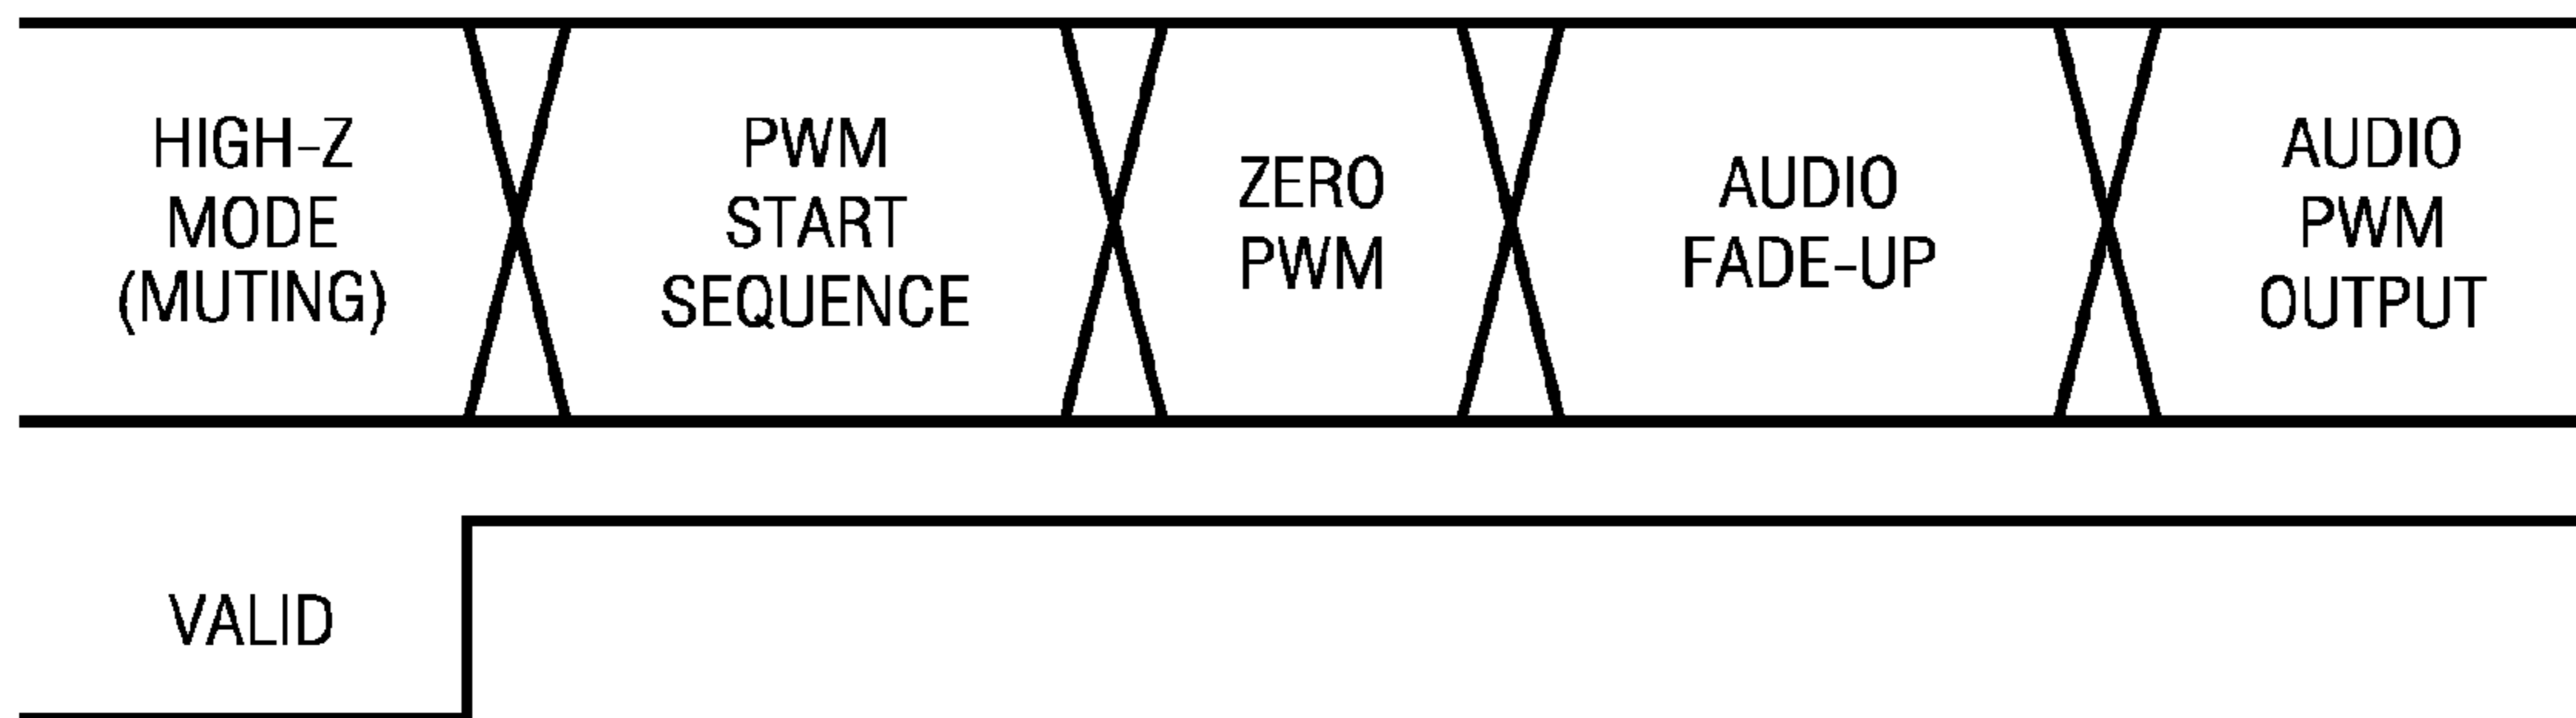 HIGH-Z
MODE
(MUTING)
PWM
START
SEQUENCE
ZERO
PWM
AUDIO
FADE-UP
AUDIO
PWM
OUTPUT
VALID